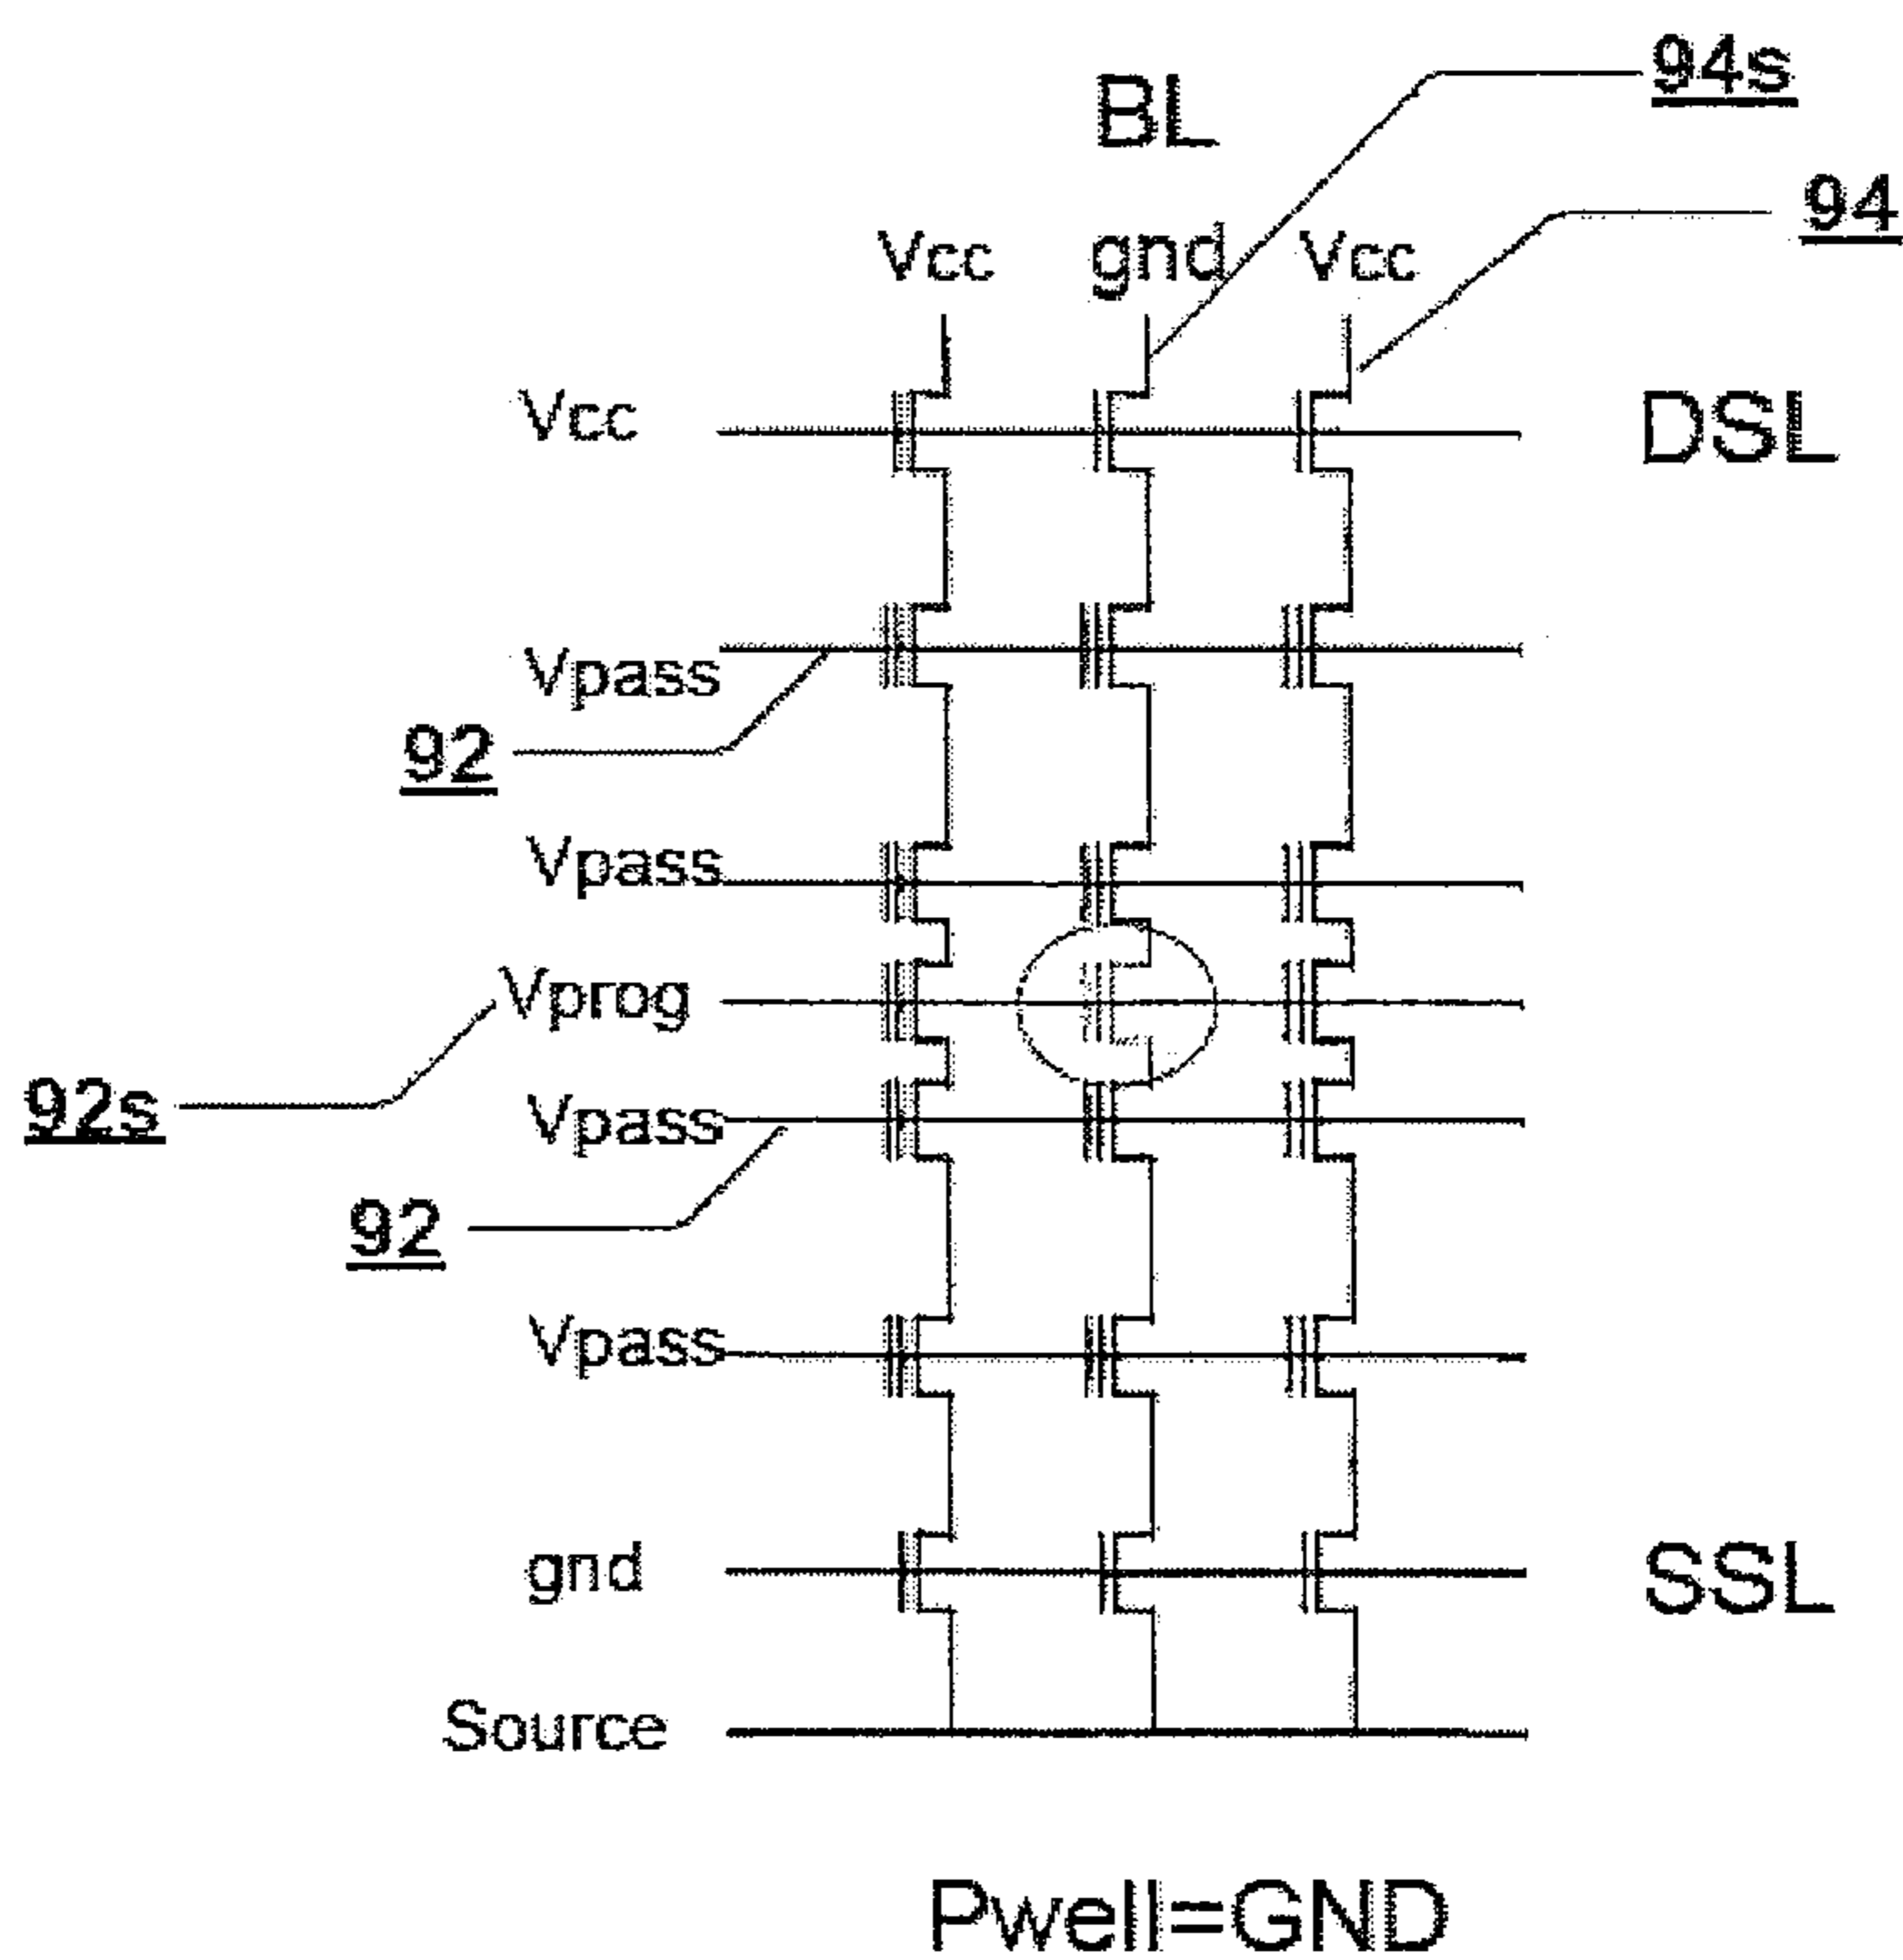 94s
BL
94
Vcc gnd Vcc
Vcc
DSL
Vpass
92
Vpass
Vprog
92s
Vpass
92
Vpass
gnd
SSL
Source
Pwell=GND